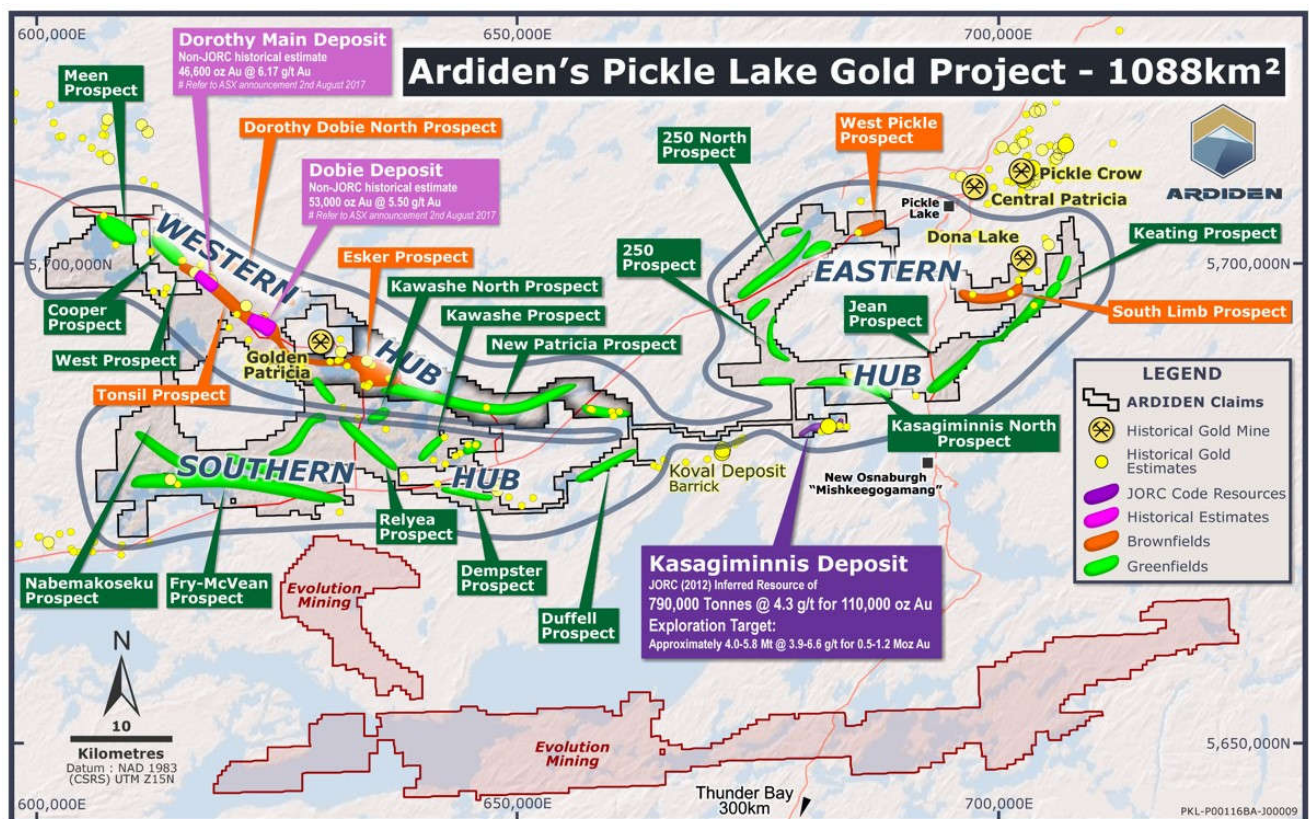 600,000E
650,000E
700,000E
Ardiden's Pickle Lake Gold Project - 1088km²
Dorothy Main Deposit
Non-JORC historical estimate
46,600 oz Au @ 6.17 g/t Au
# Refer to ASX announcement 2nd August 2017
Meen
Prospect
Dorothy Dobie North Prospect
Dobie Deposit
Non-JORC historical estimate
53,000 oz Au @ 5.50 g/t Au
# Refer to ASX announcement 2nd August 2017
250 North
Prospect
West Pickle
Prospect
ARDIDEN
Pickle Crow
Central Patricia
Pickle
Lake
Dona Lake
Keating Prospect
WESTERN
HUB
250
Prospect
EASTERN
HUB
5,700,000N
5,700,000N
Esker Prospect
Kawashe North Prospect
Kawashe Prospect
New Patricia Prospect
Jean
Prospect
South Limb Prospect
Cooper
Prospect
West Prospect
Tonsil Prospect
Golden
Patricia
Kasagiminnis North
Prospect
SOUTHERN
HUB
Koval Deposit
Barrick
New Osnaburgh
"Mishkeegogamang"
LEGEND
ARDIDEN Claims
Historical Gold Mine
Historical Gold
Estimates
JORC Code Resources
Historical Estimates
Brownfields
Greenfields
Relyea
Prospect
Nabemakoseku
Prospect
Fry-McVean
Prospect
Dempster
Prospect
Duffell
Prospect
Kasagiminnis Deposit
JORC (2012) Inferred Resource of
790,000 Tonnes @ 4.3 g/t for 110,000 oz Au
Exploration Target:
Approximately 4.0-5.8 Mt @ 3.9-6.6 g/t for 0.5-1.2 Moz Au
Evolution
Mining
Evolution
Mining
N
10
Kilometres
Datum : NAD 1983
(CSRS) UTM Z15N
5,650,000N
Thunder Bay
300km
600,000E
650,000E
700,000E
PKL-P00116BA-J00009